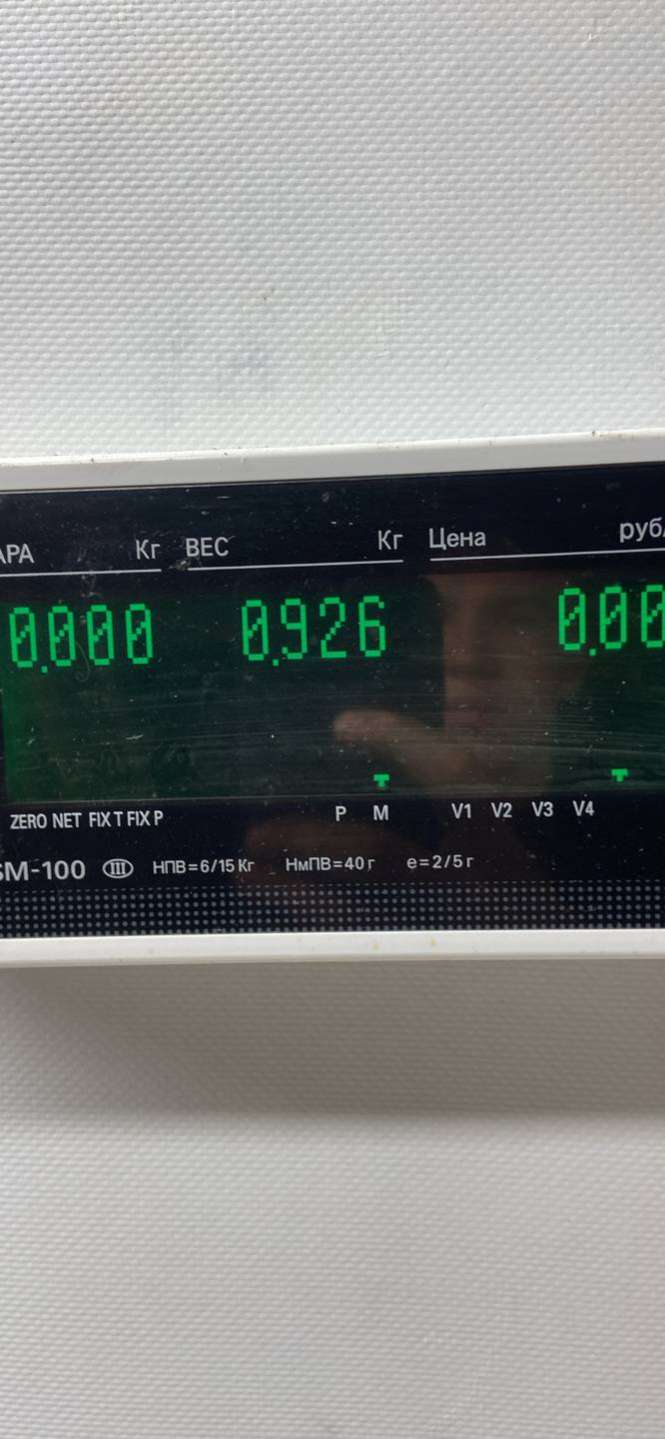 АРА Кг ВЕС Кг Цена руб/
0.000 0.926 0.00
ZERO NET FIX T FIX P P M V1 V2 V3 V4
SM-100 III НПВ=6/15 Кг НмПВ=40 г e=2/5 г